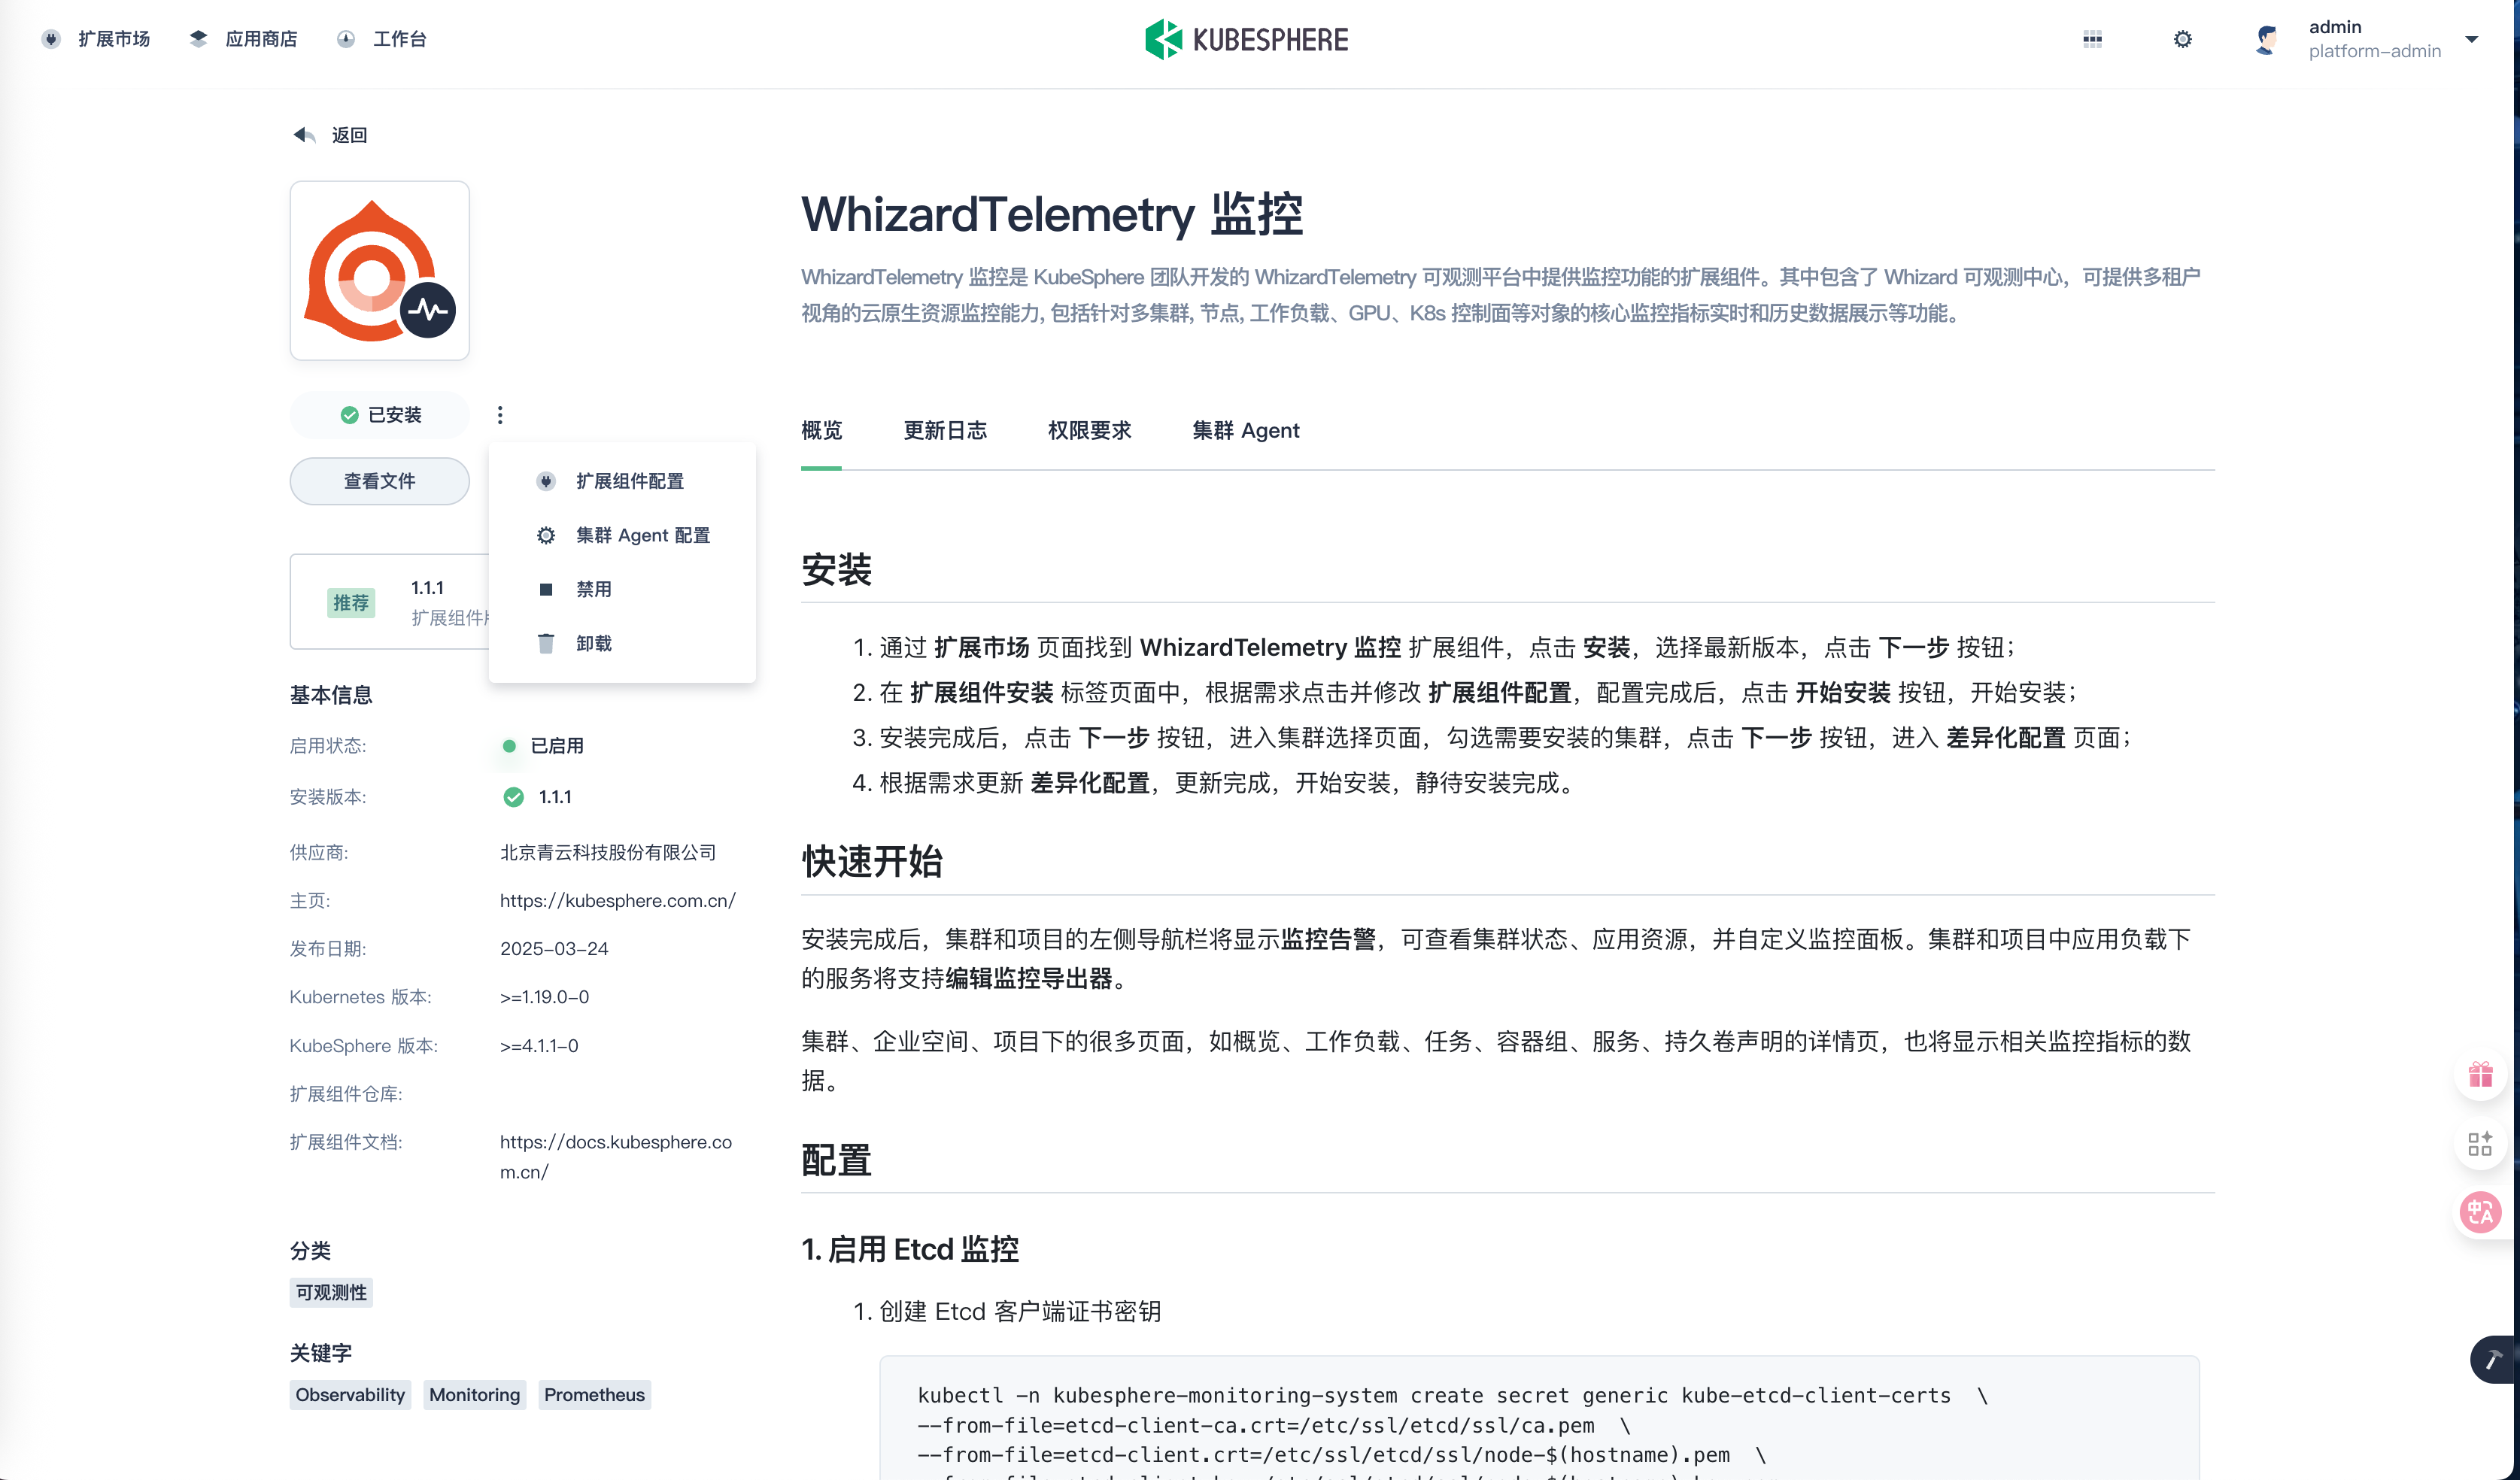 扩展市场
应用商店
工作台
KUBESPHERE
admin
platform-admin
返回
WhizardTelemetry 监控
WhizardTelemetry 监控是 KubeSphere 团队开发的 WhizardTelemetry 可观测平台中提供监控功能的扩展组件。其中包含了 Whizard 可观测中心，可提供多租户
视角的云原生资源监控能力, 包括针对多集群, 节点, 工作负载、GPU、K8s 控制面等对象的核心监控指标实时和历史数据展示等功能。
已安装
查看文件
扩展组件配置
集群 Agent 配置
禁用
卸载
推荐
1.1.1
扩展组件
基本信息
启用状态:
已启用
安装版本:
1.1.1
供应商:
北京青云科技股份有限公司
主页:
https://kubesphere.com.cn/
发布日期:
2025-03-24
Kubernetes 版本:
>=1.19.0-0
KubeSphere 版本:
>=4.1.1-0
扩展组件仓库:
扩展组件文档:
https://docs.kubesphere.co
m.cn/
分类
可观测性
关键字
Observability
Monitoring
Prometheus
概览
更新日志
权限要求
集群 Agent
安装
1. 通过 扩展市场 页面找到 WhizardTelemetry 监控 扩展组件，点击 安装，选择最新版本，点击 下一步 按钮；
2. 在 扩展组件安装 标签页面中，根据需求点击并修改 扩展组件配置，配置完成后，点击 开始安装 按钮，开始安装；
3. 安装完成后，点击 下一步 按钮，进入集群选择页面，勾选需要安装的集群，点击 下一步 按钮，进入 差异化配置 页面；
4. 根据需求更新 差异化配置，更新完成，开始安装，静待安装完成。
快速开始
安装完成后，集群和项目的左侧导航栏将显示监控告警，可查看集群状态、应用资源，并自定义监控面板。集群和项目中应用负载下
的服务将支持编辑监控导出器。
集群、企业空间、项目下的很多页面，如概览、工作负载、任务、容器组、服务、持久卷声明的详情页，也将显示相关监控指标的数
据。
配置
1. 启用 Etcd 监控
1. 创建 Etcd 客户端证书密钥
kubectl -n kubesphere-monitoring-system create secret generic kube-etcd-client-certs  \
--from-file=etcd-client-ca.crt=/etc/ssl/etcd/ssl/ca.pem  \
--from-file=etcd-client.crt=/etc/ssl/etcd/ssl/node-$(hostname).pem  \